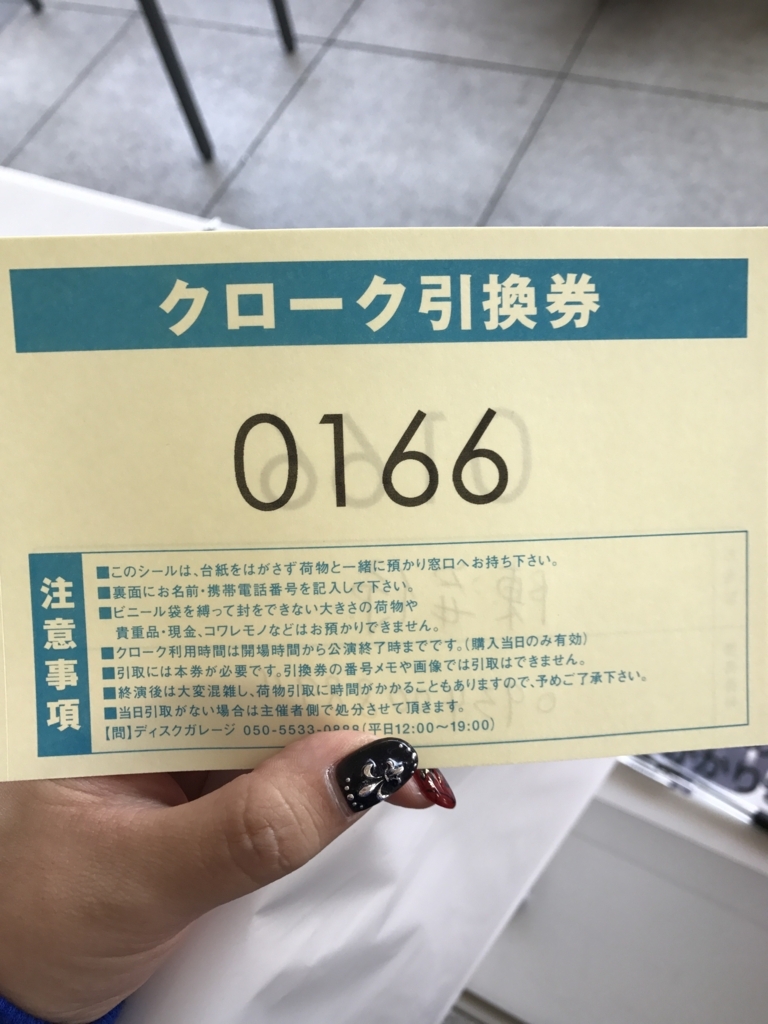 クローク引換券
0166
注意事項
■このシールは、台紙をはがさず荷物と一緒に預かり窓口へお持ち下さい。
■裏面にお名前・携帯電話番号を記入して下さい。
■ビニール袋を縛って封をできない大きさの荷物や
貴重品・現金、コワレモノなどはお預かりできません。
■クローク利用時間は開場時間から公演終了時までです。(購入当日のみ有効)
■引取には本券が必要です。引換券の番号メモや画像では引取はできません。
■終演後は大変混雑し、荷物引取に時間がかかることもありますので、予めご了承下さい。
■当日引取がない場合は主催者側で処分させて頂きます。
【問】ディスクガレージ 050-5533-0888(平日12:00〜19:00)